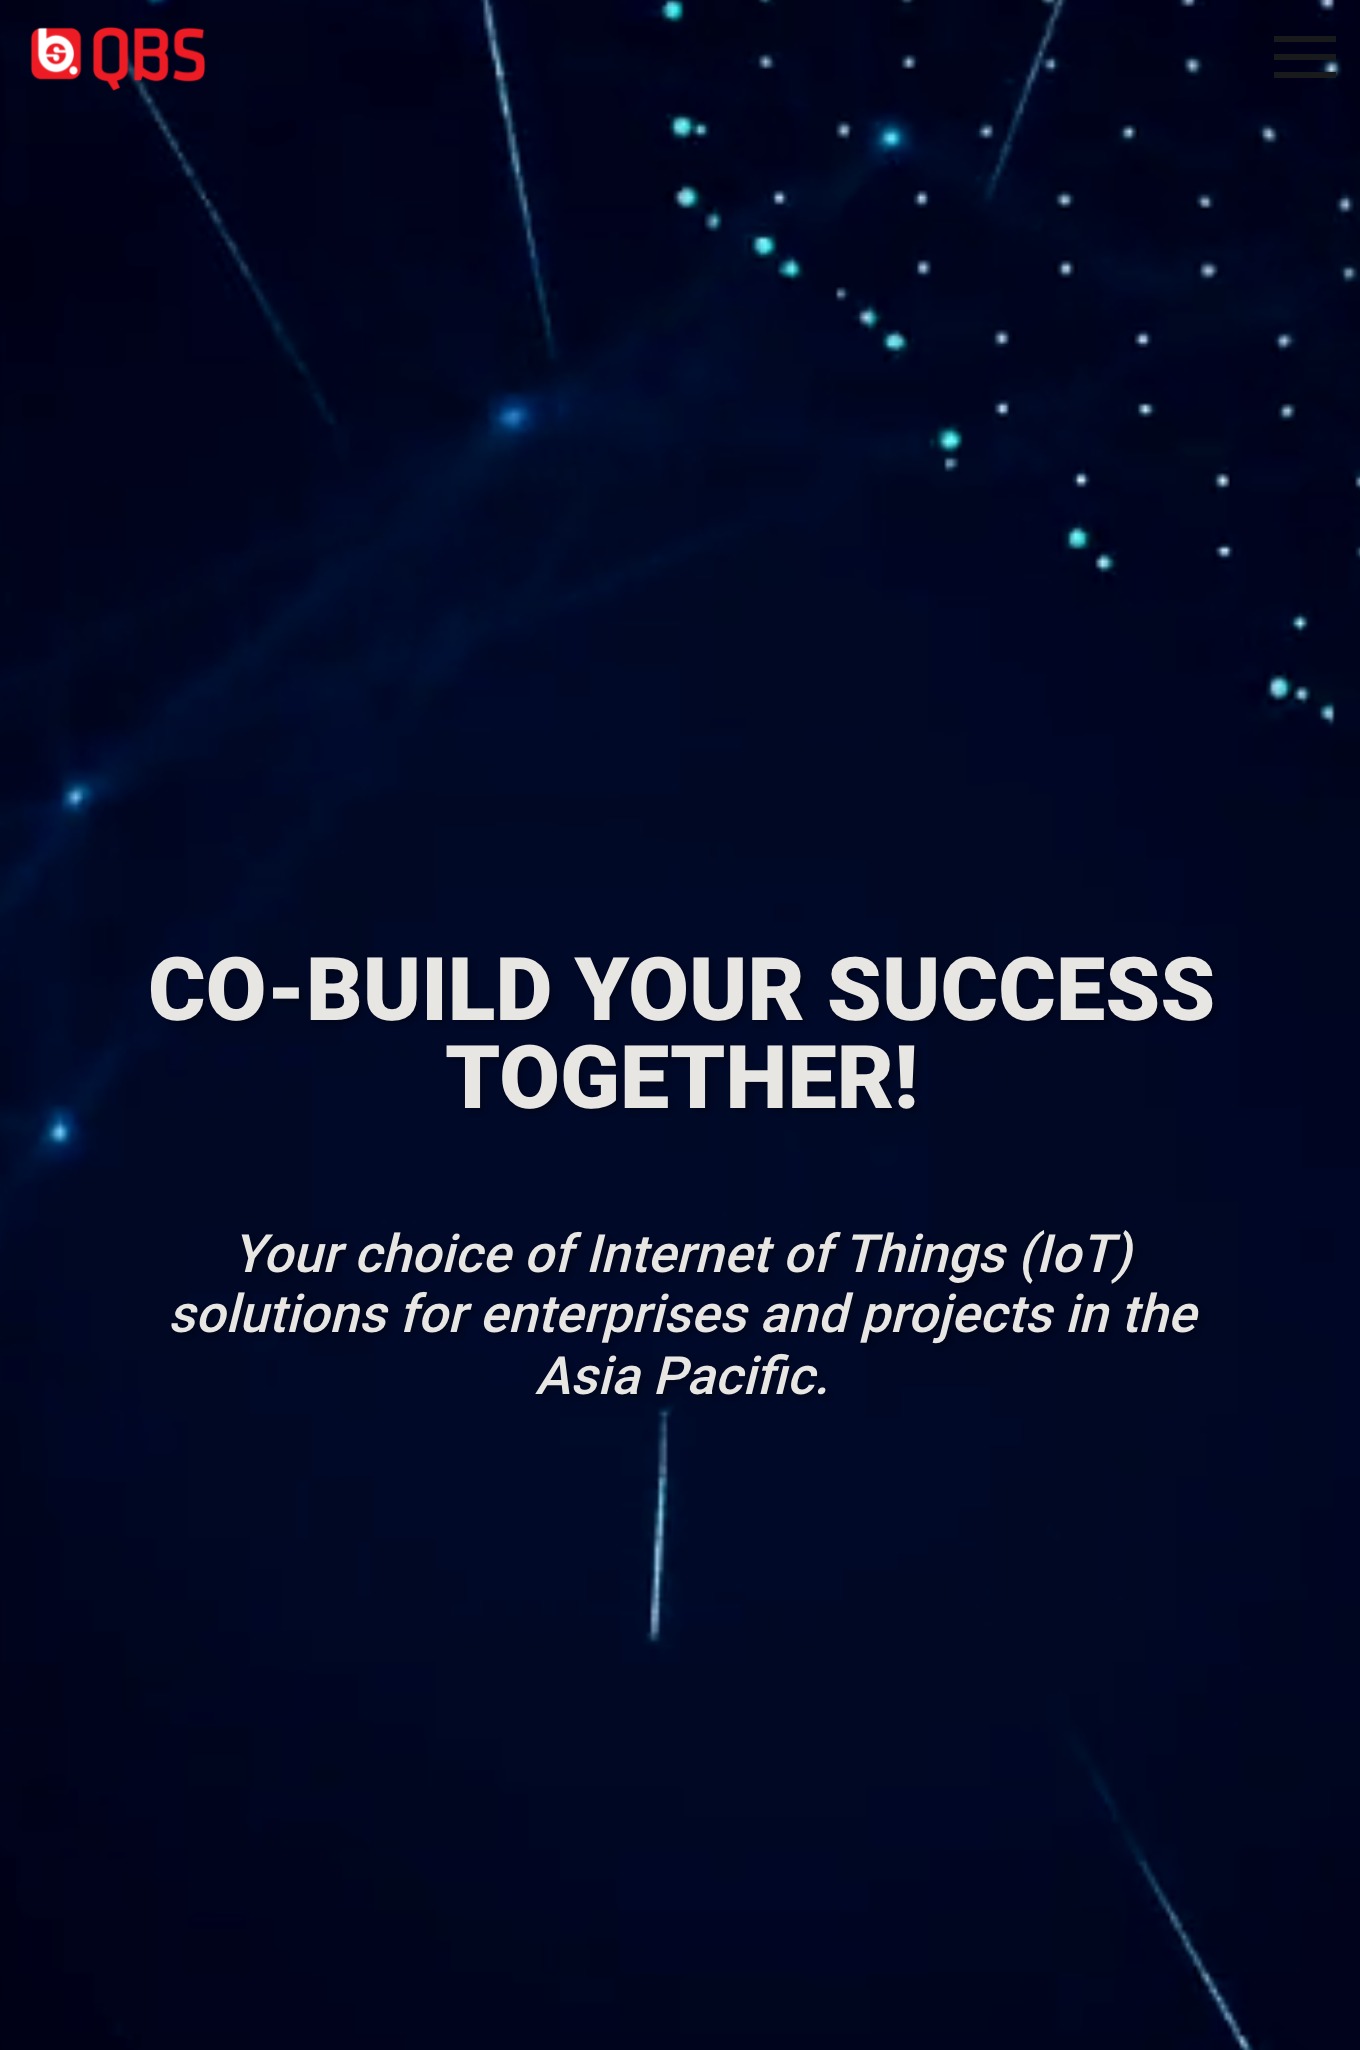 QBS
CO-BUILD YOUR SUCCESS
TOGETHER!
Your choice of Internet of Things (IoT)
solutions for enterprises and projects in the
Asia Pacific.